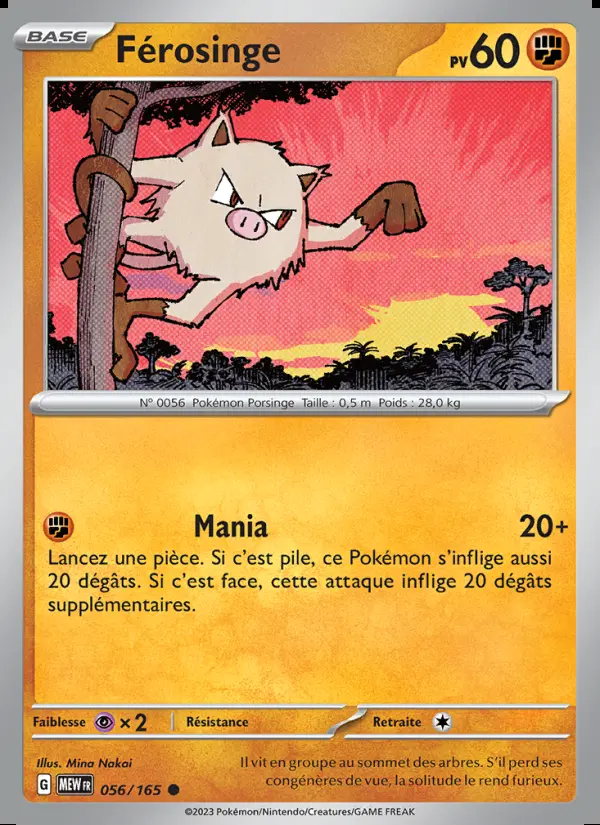 BASE
Férosinge
PV 60
N° 0056 Pokémon Porsinge Taille : 0,5 m Poids : 28,0 kg
Mania 20+
Lancez une pièce. Si c'est pile, ce Pokémon s'inflige aussi
20 dégâts. Si c'est face, cette attaque inflige 20 dégâts
supplémentaires.
Faiblesse ×2 Résistance Retraite
Illus. Mina Nakai
Il vit en groupe au sommet des arbres. S'il perd ses
congénères de vue, la solitude le rend furieux.
G MEW FR 056/165
©2023 Pokémon/Nintendo/Creatures/GAME FREAK